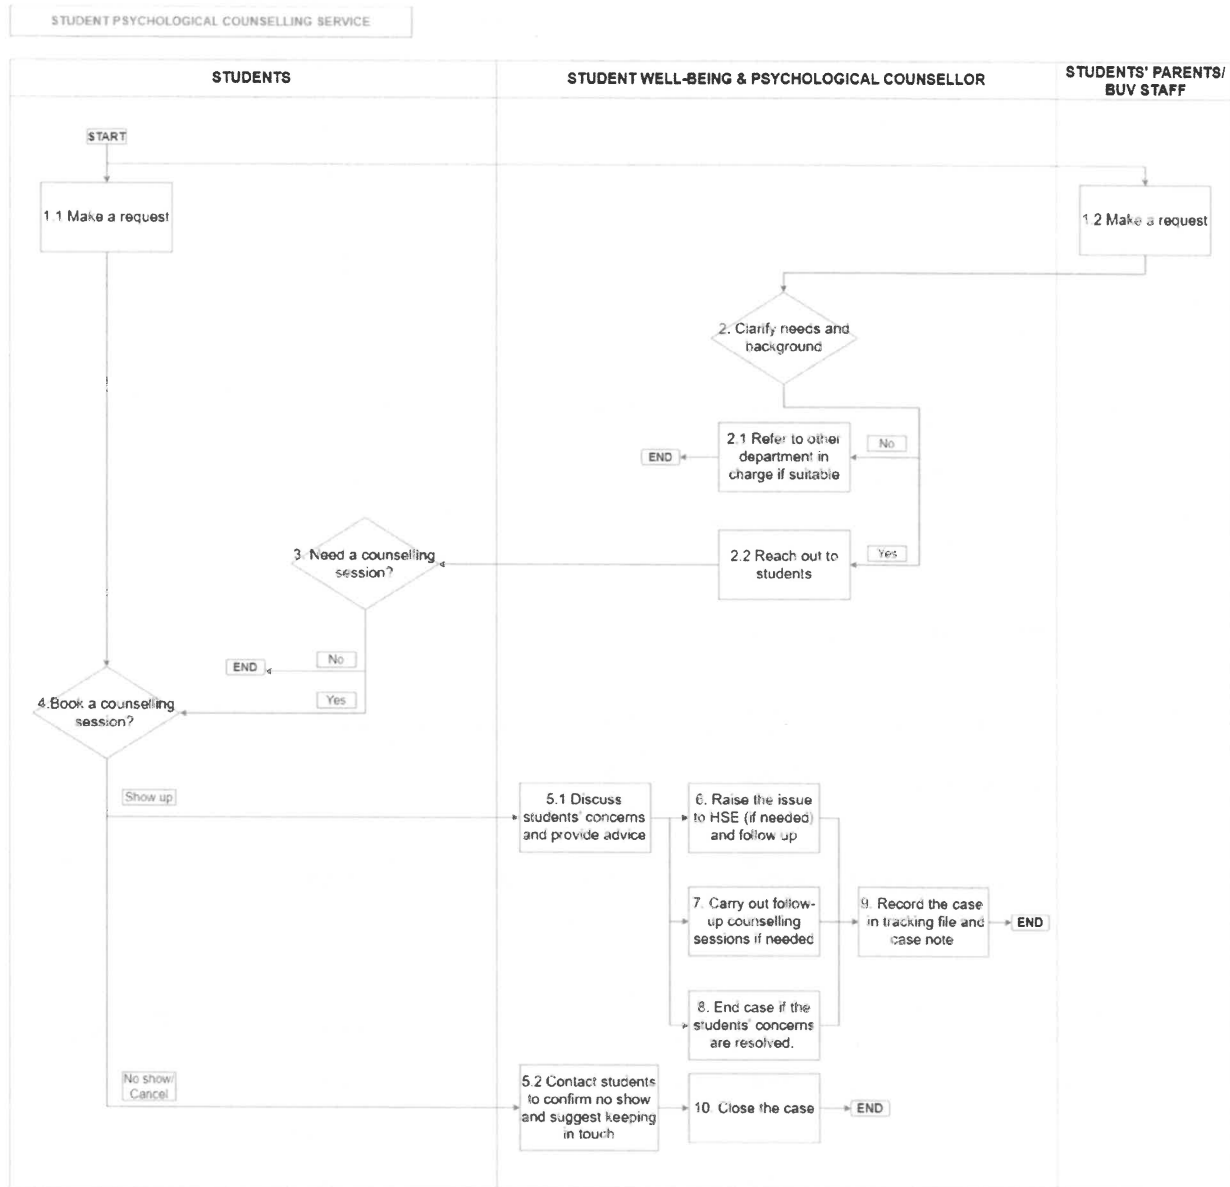 STUDENT PSYCHOLOGICAL COUNSELLING SERVICE
STUDENTS
STUDENT WELL-BEING & PSYCHOLOGICAL COUNSELLOR
STUDENTS' PARENTS/
BUV STAFF
START
1.1 Make a request
1.2 Make a request
2. Clarify needs and
background
2.1 Refer to other
department in
charge if suitable
No
END
2.2 Reach out to
students
Yes
3. Need a counselling
session?
No
END
Yes
4.Book a counselling
session?
Show up
5.1 Discuss
students' concerns
and provide advice
6. Raise the issue
to HSE (if needed)
and follow up
7. Carry out follow-
up counselling
sessions if needed
9. Record the case
in tracking file and
case note
END
8. End case if the
students' concerns
are resolved.
No show/
Cancel
5.2 Contact students
to confirm no show
and suggest keeping
in touch
10. Close the case
END